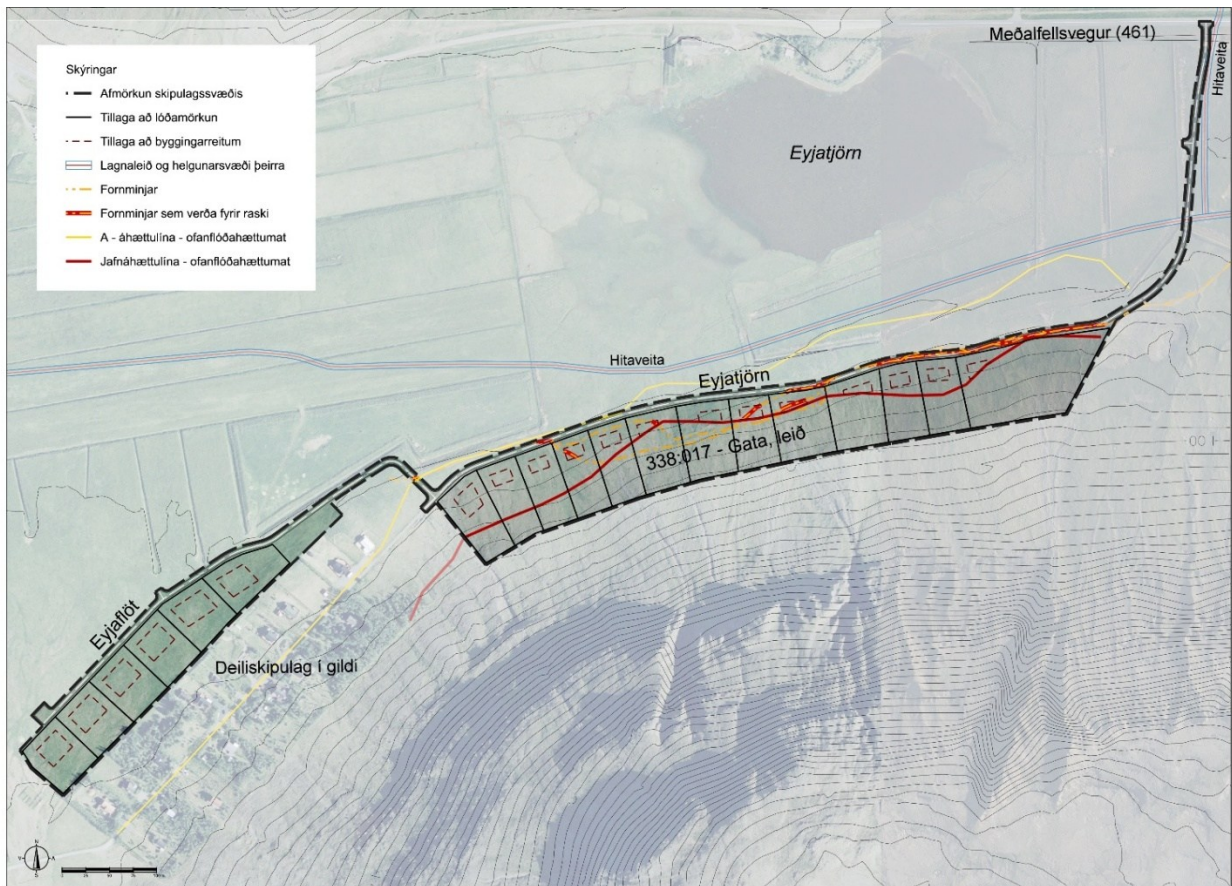 Skýringar
Afmörkun skipulagssvæðis
Tillaga að lóðamörkun
Tillaga að byggingarreitum
Lagnaleið og helgunarsvæði þeirra
Fornminjar
Fornminjar sem verða fyrir raski
A - áhættulína - ofanflóðahættumat
Jafnáhættulína - ofanflóðahættumat
Meðalfellsvegur (461)
Hitaveita
Eyjatjörn
Hitaveita
Eyjatjörn
338:017 - Gata, leið
Eyjaflöt
Deiliskipulag í gildi